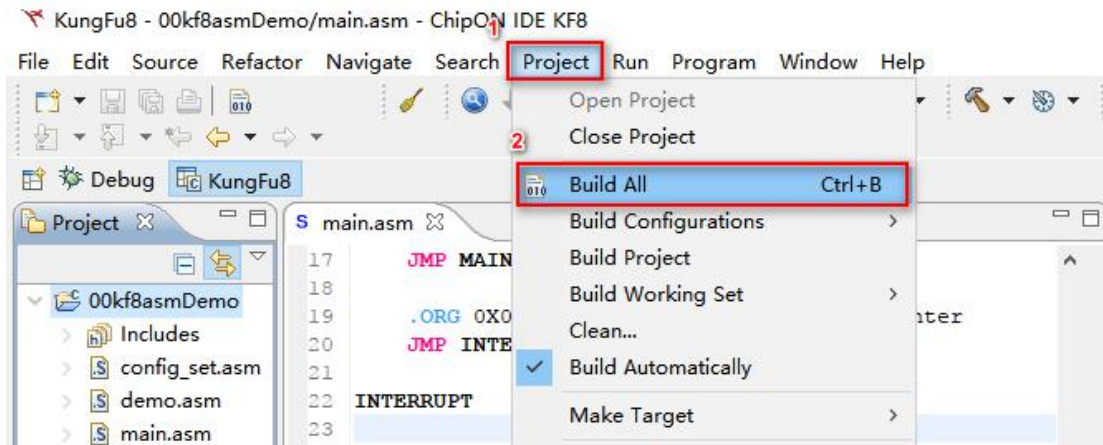 KungFu8 - 00kf8asmDemo/main.asm - ChipON IDE KF8
1
File Edit Source Refactor Navigate Search Project Run Program Window Help
Open Project
2 Close Project
Debug KungFu8
Build All Ctrl+B
Project
main.asm
Build Configurations
17 JMP MAIN
Build Project
00kf8asmDemo
18
Build Working Set
Includes
19 .ORG 0X0
Clean...
config_set.asm
20 JMP INTE
21
Build Automatically
demo.asm
22 INTERRUPT
main.asm
23
Make Target